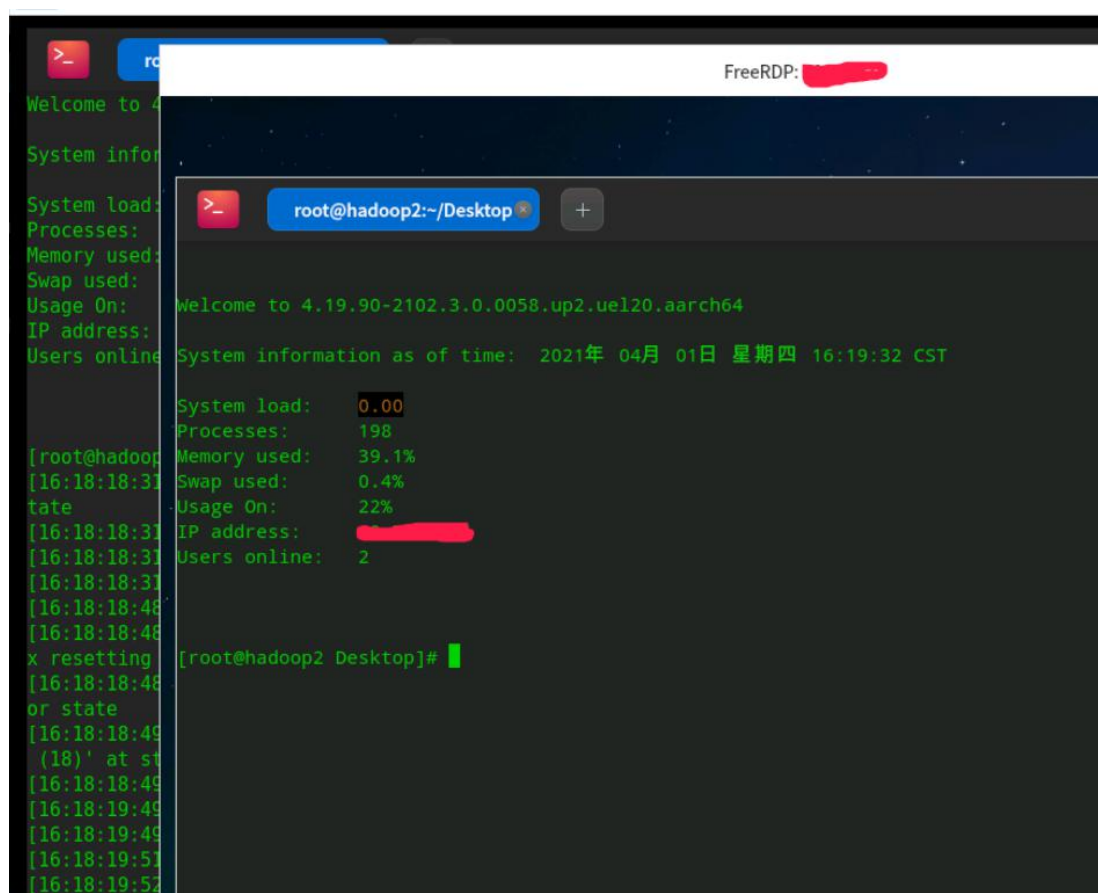 FreeRDP:
Welcome to 4
System infor
System load:
Processes:
Memory used:
Swap used:
Usage On:
IP address:
Users online
[root@hadoop
[16:18:18:31
tate
[16:18:18:31
[16:18:18:31
[16:18:18:31
[16:18:18:48
[16:18:18:48
x resetting
[16:18:18:48
or state
[16:18:18:49
(18)' at st
[16:18:18:49
[16:18:19:49
[16:18:19:49
[16:18:19:51
[16:18:19:52
root@hadoop2:~/Desktop
Welcome to 4.19.90-2102.3.0.0058.up2.uel20.aarch64
System information as of time: 2021年 04月 01日 星期四 16:19:32 CST
System load: 0.00
Processes: 198
Memory used: 39.1%
Swap used: 0.4%
Usage On: 22%
IP address:
Users online: 2
[root@hadoop2 Desktop]#